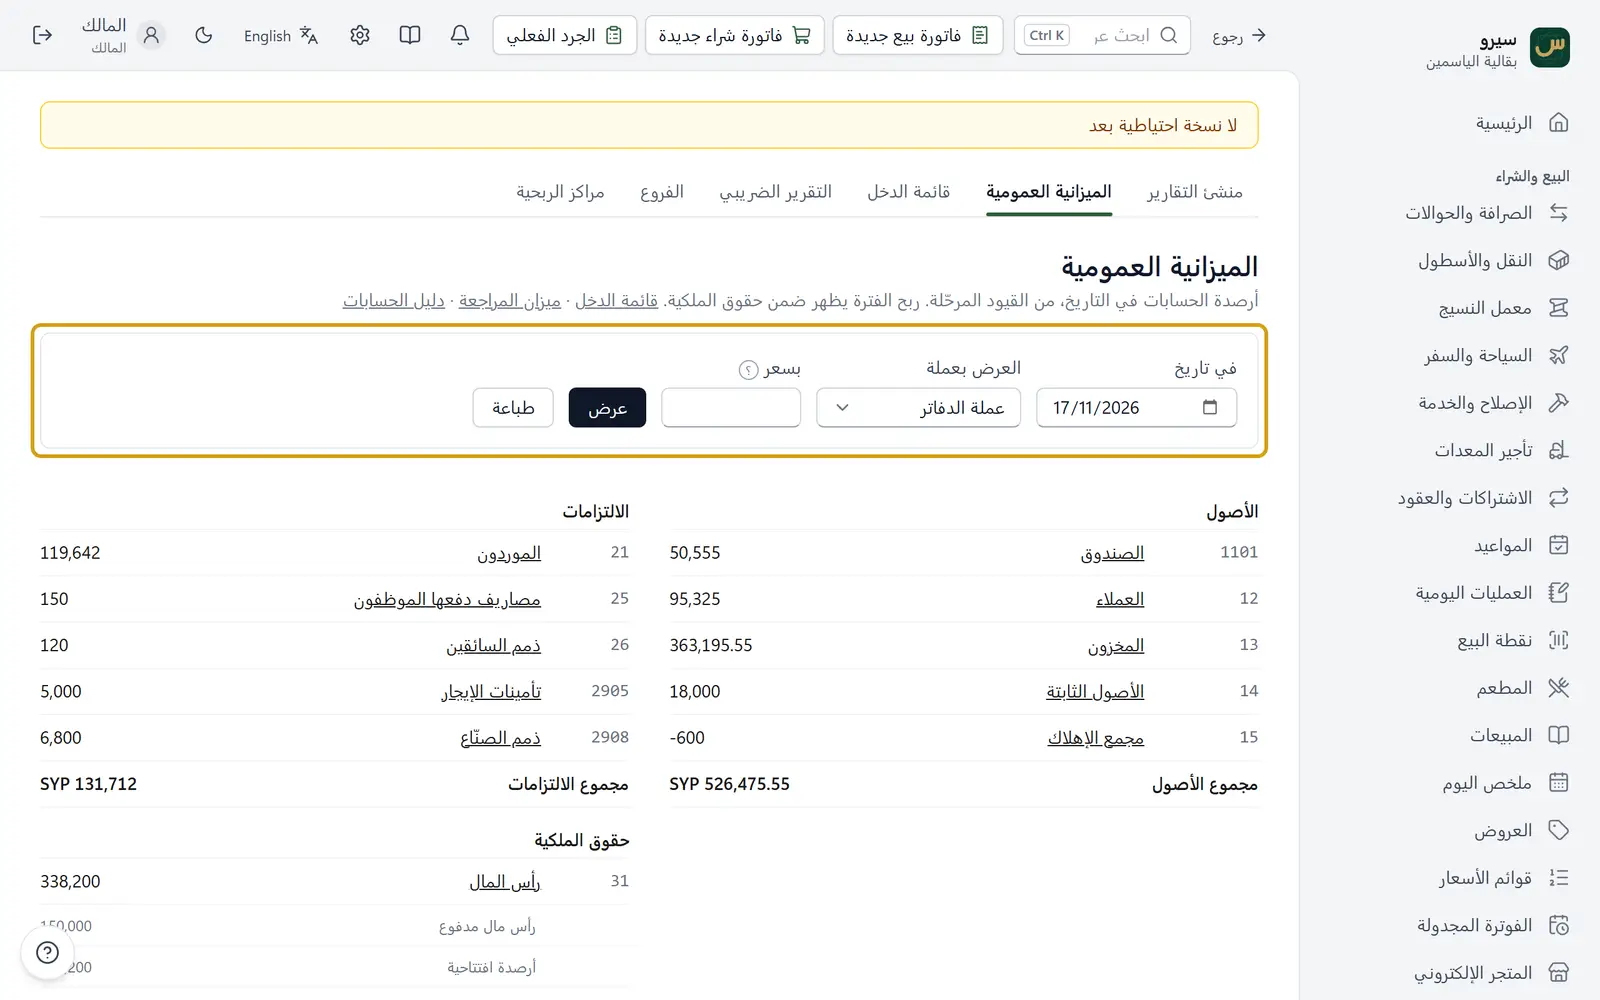 سيرو
بقالية الياسمين
رجوع
ابحث عر
Ctrl K
فاتورة بيع جديدة
فاتورة شراء جديدة
الجرد الفعلي
English
المالك
المالك
الرئيسية
البيع والشراء
الصرافة والحوالات
النقل والأسطول
معمل النسيج
السياحة والسفر
الإصلاح والخدمة
تأجير المعدات
الاشتراكات والعقود
المواعيد
العمليات اليومية
نقطة البيع
المطعم
المبيعات
ملخص اليوم
العروض
قوائم الأسعار
الفوترة المجدولة
المتجر الإلكتروني
لا نسخة احتياطية بعد
منشئ التقارير
الميزانية العمومية
قائمة الدخل
التقرير الضريبي
الفروع
مراكز الربحية
الميزانية العمومية
أرصدة الحسابات في التاريخ، من القيود المرحّلة. ربح الفترة يظهر ضمن حقوق الملكية. قائمة الدخل · ميزان المراجعة · دليل الحسابات
في تاريخ
17/11/2026
العرض بعملة
عملة الدفاتر
بسعر ؟
عرض
طباعة
الأصول
1101 الصندوق 50,555
12 العملاء 95,325
13 المخزون 363,195.55
14 الأصول الثابتة 18,000
15 مجمع الإهلاك -600
مجموع الأصول SYP 526,475.55
الالتزامات
21 الموردون 119,642
25 مصاريف دفعها الموظفون 150
26 ذمم السائقين 120
2905 تأمينات الإيجار 5,000
2908 ذمم الصنّاع 6,800
مجموع الالتزامات SYP 131,712
حقوق الملكية
31 رأس المال 338,200
رأس مال مدفوع
أرصدة افتتاحية